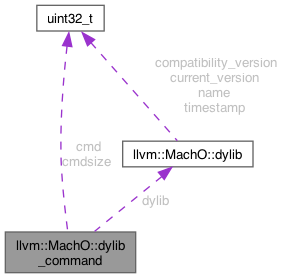 uint32_t
compatibility_version
current_version
name
timestamp
cmd
cmdsize
llvm::MachO::dylib
dylib
llvm::MachO::dylib
_command